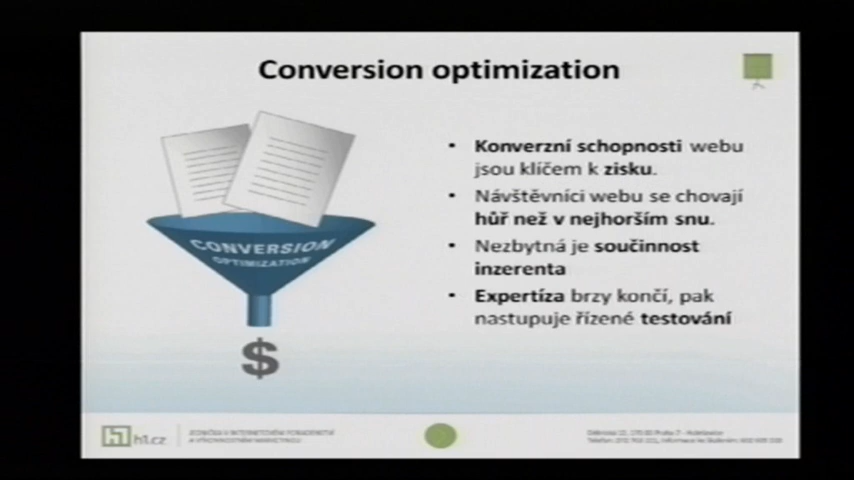 Conversion optimization
CONVERSION
OPTIMIZATION
$
• Konverzní schopnosti webu
jsou klíčem k zisku.
• Návštěvníci webu se chovají
hůř než v nejhorším snu.
• Nezbytná je součinnost
inzerenta
• Expertíza brzy končí, pak
nastupuje řízené testování
h1.cz